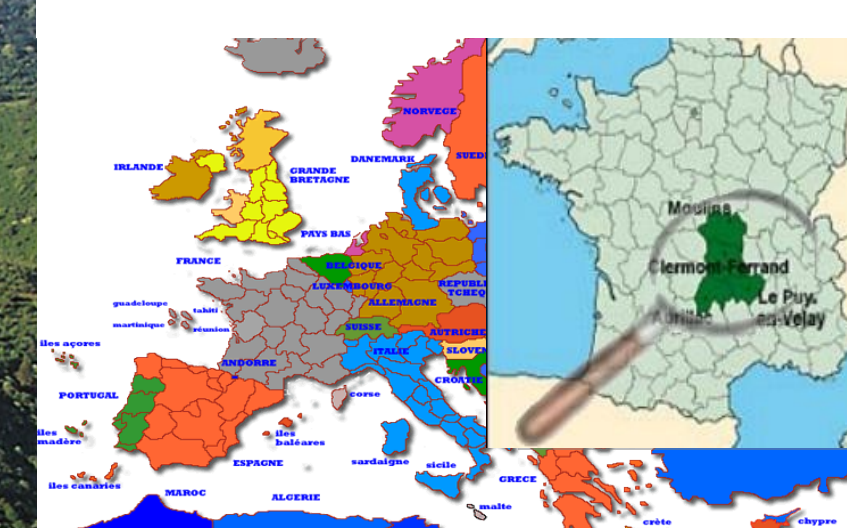 NORVEGE
DANEMARK
SUED
IRLANDE
GRANDE
BRETAGNE
PAYS BAS
FRANCE
BELGIQUE
LUXEMBOURG
REPUBL
TCHEQ
ALLEMAGNE
guadeloupe
tahiti
martinique
réunion
SUISSE
AUTRICHE
iles açores
ITALIE
SLOVEN
ANDORRE
CROATIE
PORTUGAL
corse
iles
madère
iles
baléares
ESPAGNE
sardaigne
sicile
GRECE
iles canaries
MAROC
ALGERIE
malte
crète
chypre
Moulins
Clermont-Ferrand
Le Puy-
en-Velay
Aurillac